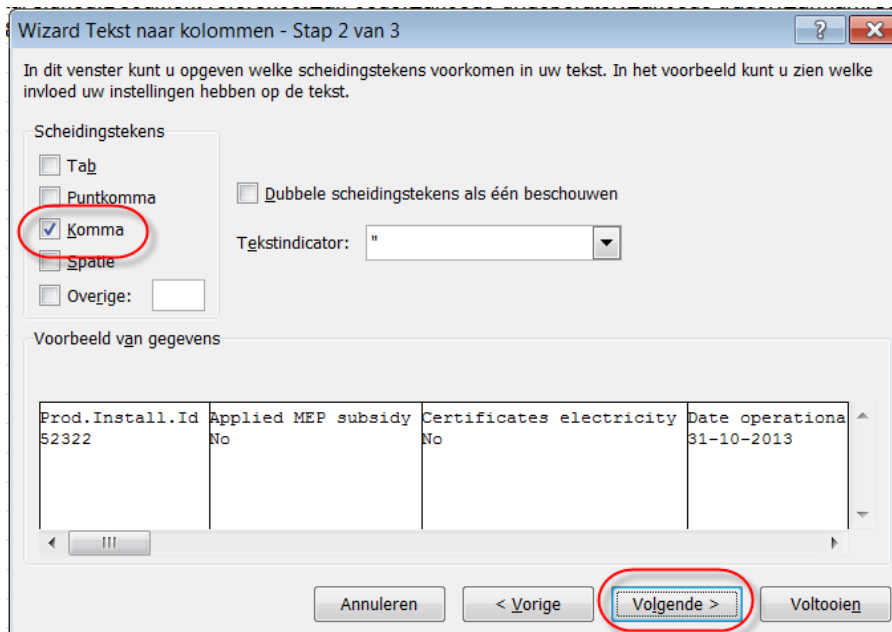 Wizard Tekst naar kolommen - Stap 2 van 3
In dit venster kunt u opgeven welke scheidingstekens voorkomen in uw tekst. In het voorbeeld kunt u zien welke
invloed uw instellingen hebben op de tekst.
Scheidingstekens
Tab
Puntkomma
Komma
Spatie
Overige:
Dubbele scheidingstekens als één beschouwen
Tekstindicator: "
Voorbeeld van gegevens
Prod.Install.Id Applied MEP subsidy Certificates electricity Date operationa
52322 No No 31-10-2013
Annuleren < Vorige Volgende > Voltooien